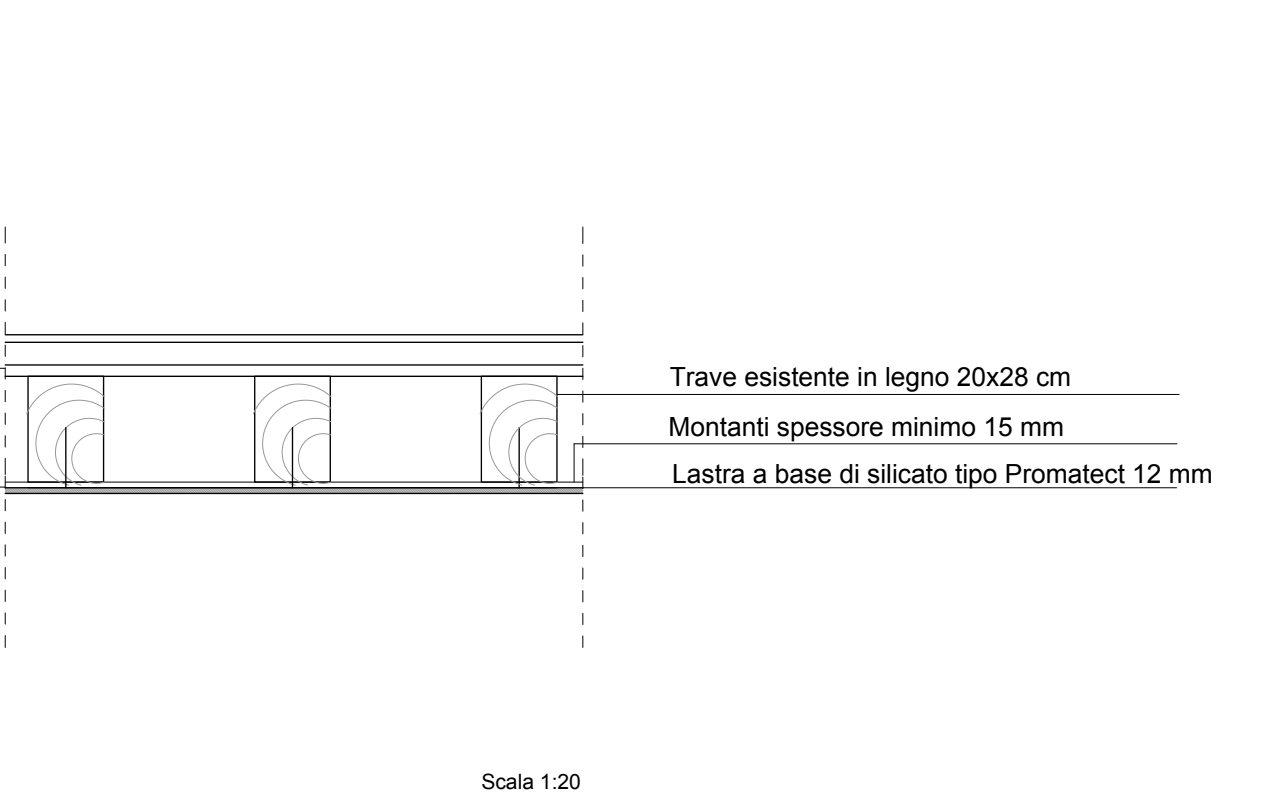 Trave esistente in legno 20x28 cm
Montanti spessore minimo 15 mm
Lastra a base di silicato tipo Promatect 12 mm
Scala 1:20